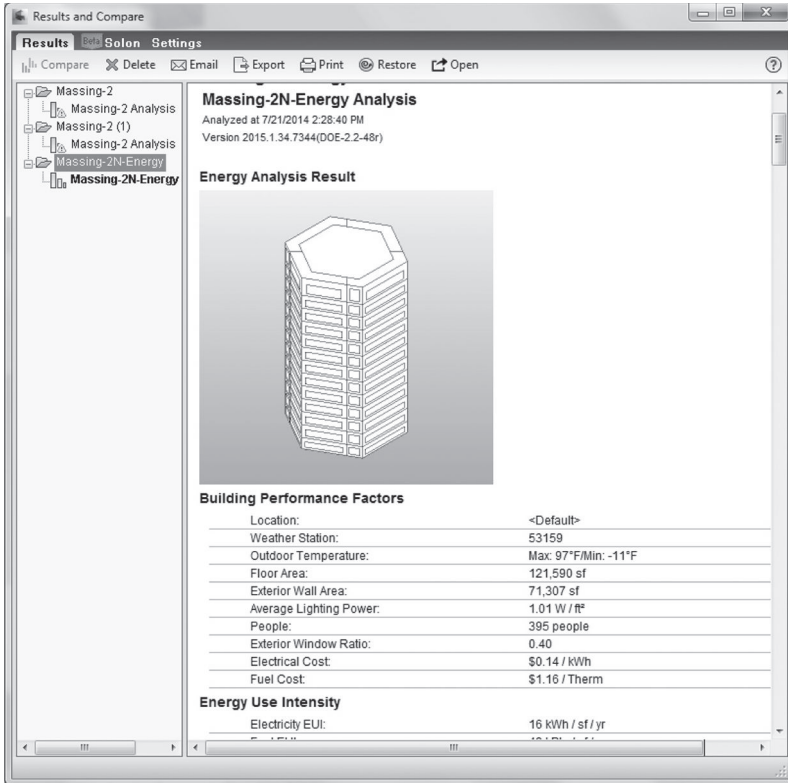 Results and Compare
Results Beta Solon Settings
Compare Delete Email Export Print Restore Open
Massing-2
Massing-2 Analysis
Massing-2 (1)
Massing-2 Analysis
Massing-2N-Energy
Massing-2N-Energy
Massing-2N-Energy Analysis
Analyzed at 7/21/2014 2:28:40 PM
Version 2015.1.34.7344(DOE-2.2-48r)
Energy Analysis Result
Building Performance Factors
Location: <Default>
Weather Station: 53159
Outdoor Temperature: Max: 97°F/Min: -11°F
Floor Area: 121,590 sf
Exterior Wall Area: 71,307 sf
Average Lighting Power: 1.01 W / ft²
People: 395 people
Exterior Window Ratio: 0.40
Electrical Cost: $0.14 / kWh
Fuel Cost: $1.16 / Therm
Energy Use Intensity
Electricity EUI: 16 kWh / sf / yr